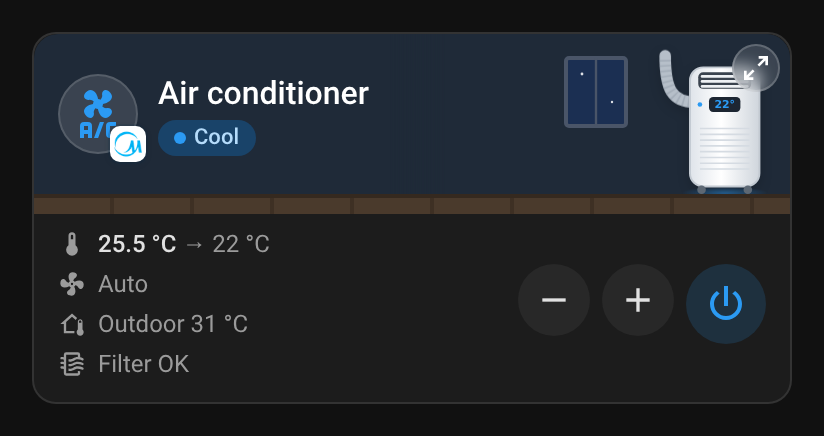 Air conditioner
A/C
Cool
22°
25.5 °C → 22 °C
Auto
Outdoor 31 °C
Filter OK